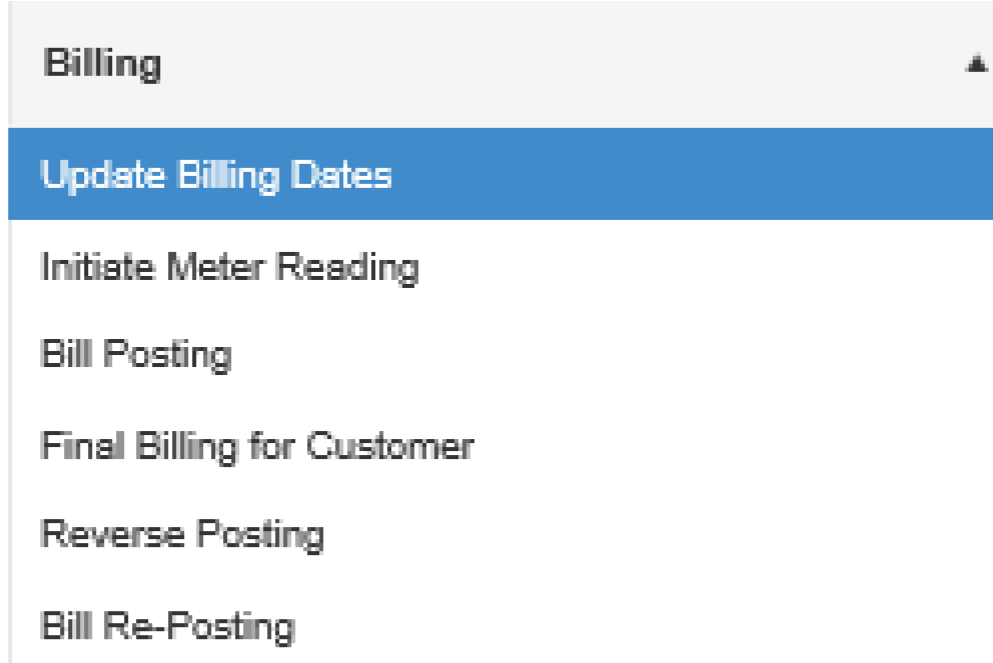 Billing
Update Billing Dates
Initiate Meter Reading
Bill Posting
Final Billing for Customer
Reverse Posting
Bill Re-Posting